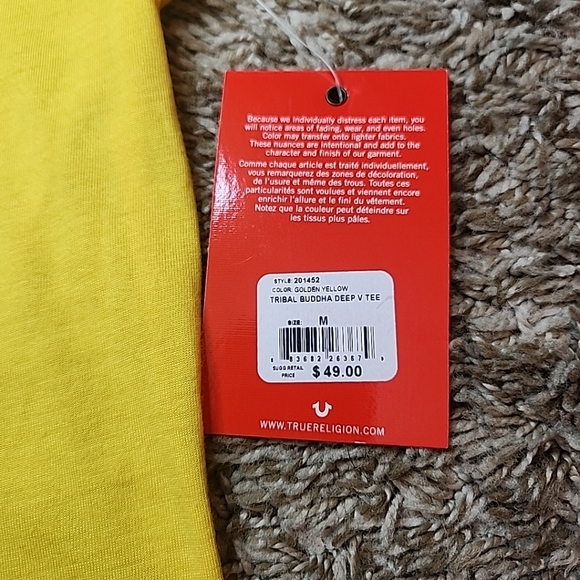 Because we individually distress each item, you
will notice areas of fading, wear, and even holes.
Color may transfer onto lighter fabrics.
These nuances are intentional and add to the
character and finish of our garment.
Comme chaque article est traité individuellement,
vous remarquerez des zones de décoloration,
de l'usure et même des trous. Toutes ces
particularités sont voulues et viennent encore
enrichir l'allure et le fini du vêtement.
Notez que la couleur peut déteindre sur
les tissus plus pâles.
STYLE: 201452
COLOR: GOLDEN YELLOW
TRIBAL BUDDHA DEEP V TEE
SIZE: M
SUGG RETAIL
PRICE $49.00
WWW.TRUERELIGION.COM